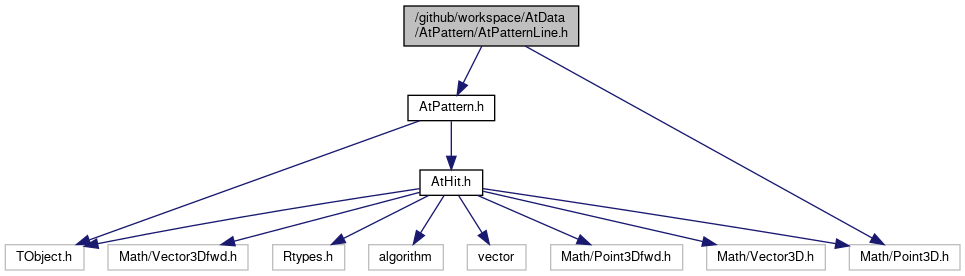 /github/workspace/AtData
/AtPattern/AtPatternLine.h
AtPattern.h
AtHit.h
TObject.h
Math/Vector3Dfwd.h
Rtypes.h
algorithm
vector
Math/Point3Dfwd.h
Math/Vector3D.h
Math/Point3D.h